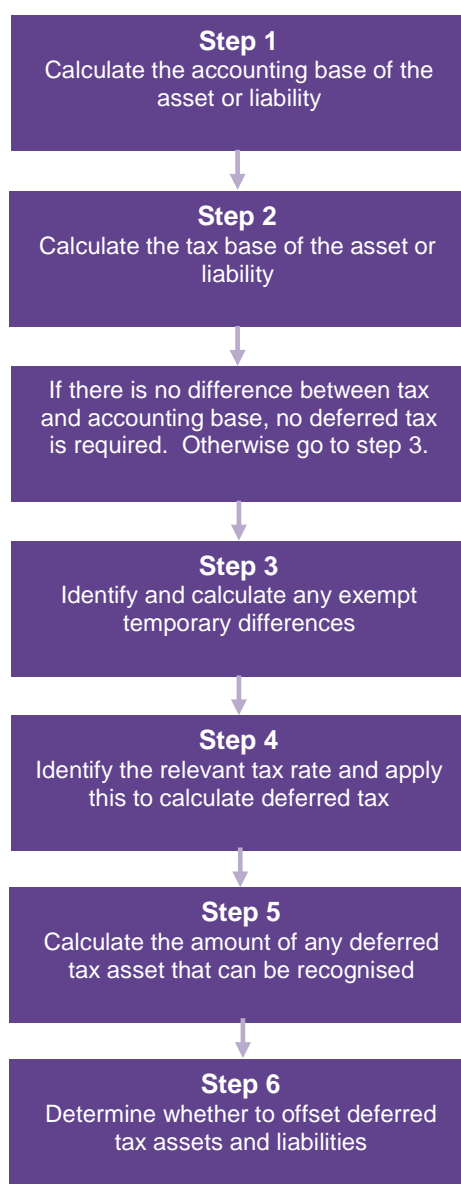 Step 1
Calculate the accounting base of the
asset or liability
Step 2
Calculate the tax base of the asset or
liability
If there is no difference between tax
and accounting base, no deferred tax
is required.  Otherwise go to step 3.
Step 3
Identify and calculate any exempt
temporary differences
Step 4
Identify the relevant tax rate and apply
this to calculate deferred tax
Step 5
Calculate the amount of any deferred
tax asset that can be recognised
Step 6
Determine whether to offset deferred
tax assets and liabilities